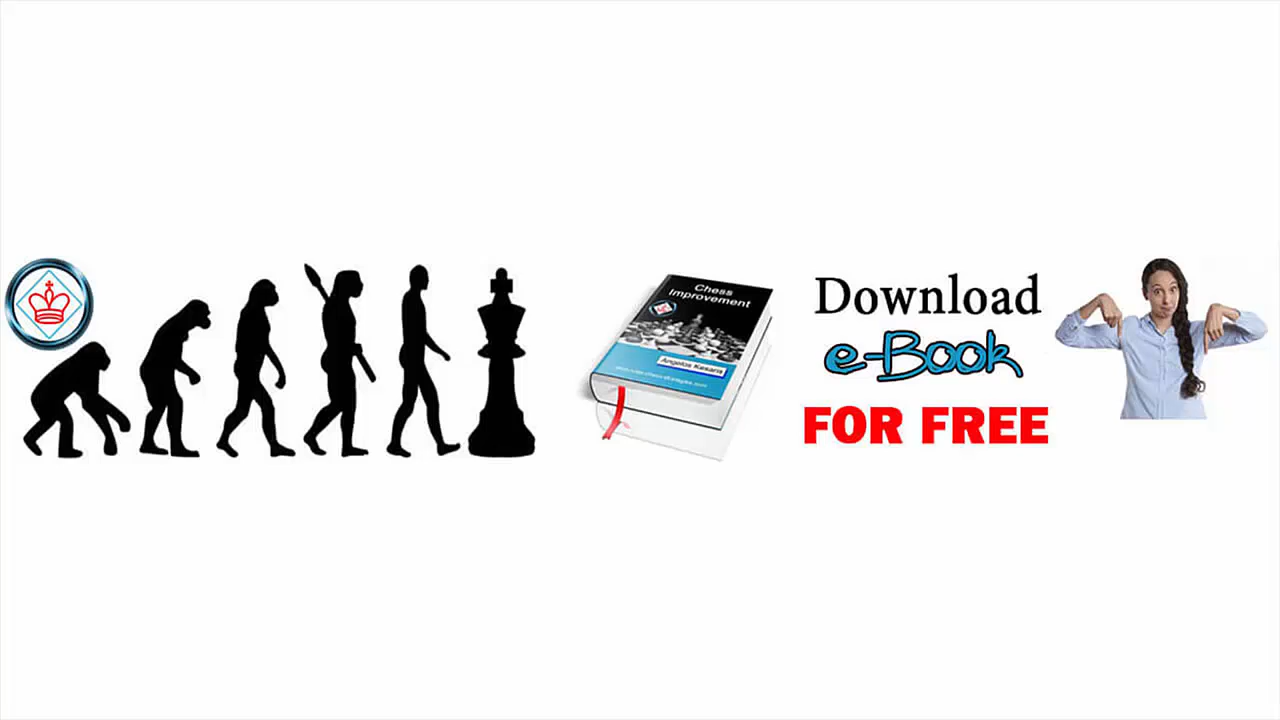 Chess
Improvement
Angelos Kesaris
Download
e-Book
FOR FREE